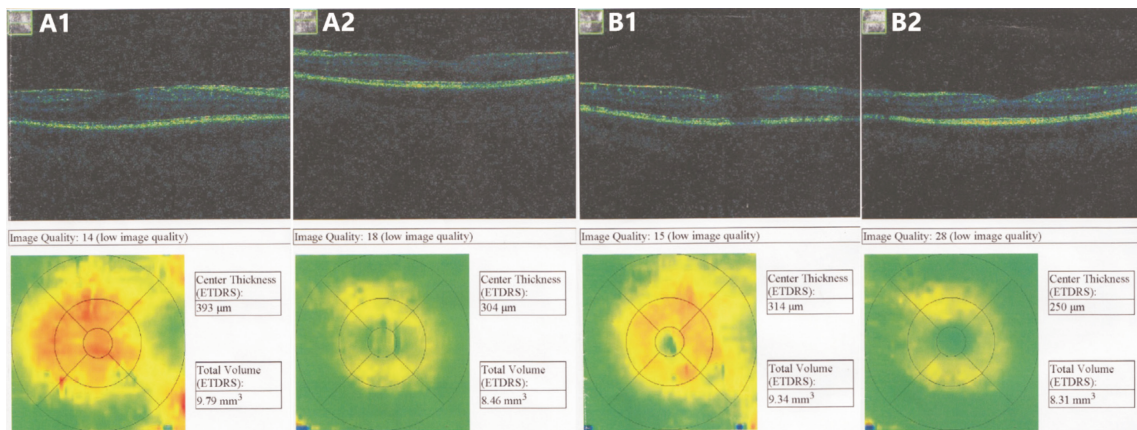 A1
A2
B1
B2
Image Quality: 14 (low image quality)
Image Quality: 18 (low image quality)
Image Quality: 15 (low image quality)
Image Quality: 28 (low image quality)
Center Thickness
(ETDRS):
393 µm
Total Volume
(ETDRS):
9.79 mm³
Center Thickness
(ETDRS):
304 µm
Total Volume
(ETDRS):
8.46 mm³
Center Thickness
(ETDRS):
314 µm
Total Volume
(ETDRS):
9.34 mm³
Center Thickness
(ETDRS):
250 µm
Total Volume
(ETDRS):
8.31 mm³